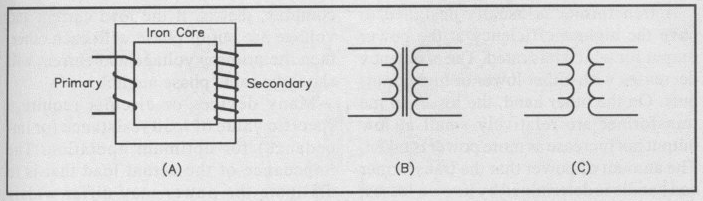 Iron Core
Primary
Secondary
(A)
(B)
(C)